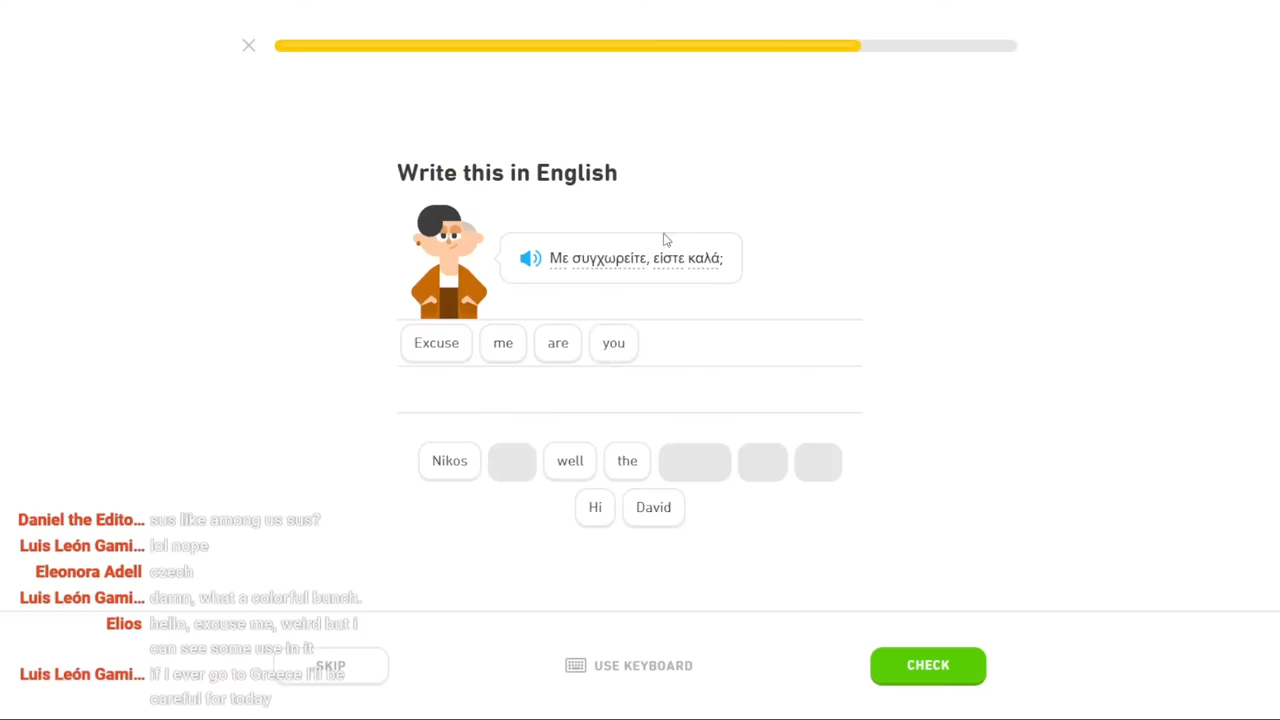 Write this in English
Με συγχωρείτε, είστε καλά;
Excuse me are you
Nikos well the
Hi David
Daniel the Edito... sus like among us sus?
Luis León Gami... lol nope
Eleonora Adell czech
Luis León Gami... damn, what a colorful bunch.
Elios hello, excuse me, weird but i
can see some use in it
Luis León Gami... if I ever go to Greece I'll be
careful for today
SKIP
USE KEYBOARD
CHECK